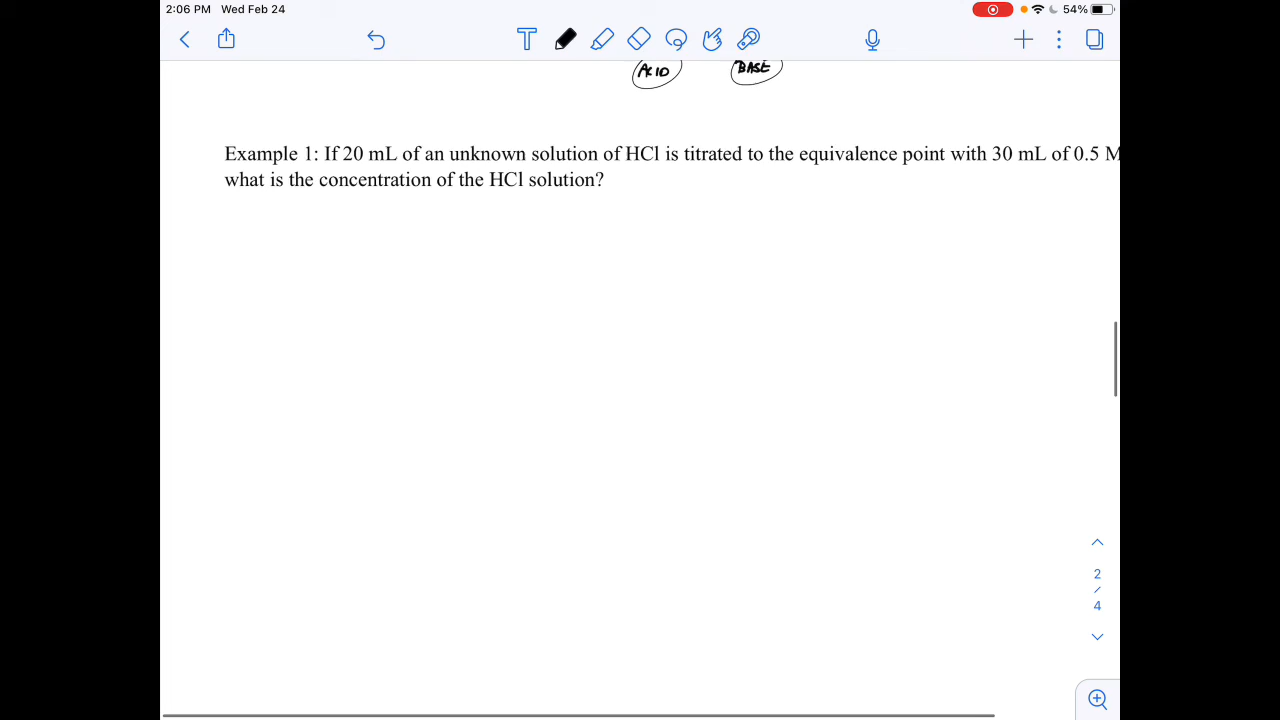 2:06 PM Wed Feb 24
54%
T
ACID BASE
Example 1: If 20 mL of an unknown solution of HCl is titrated to the equivalence point with 30 mL of 0.5 M
what is the concentration of the HCl solution?
2
4